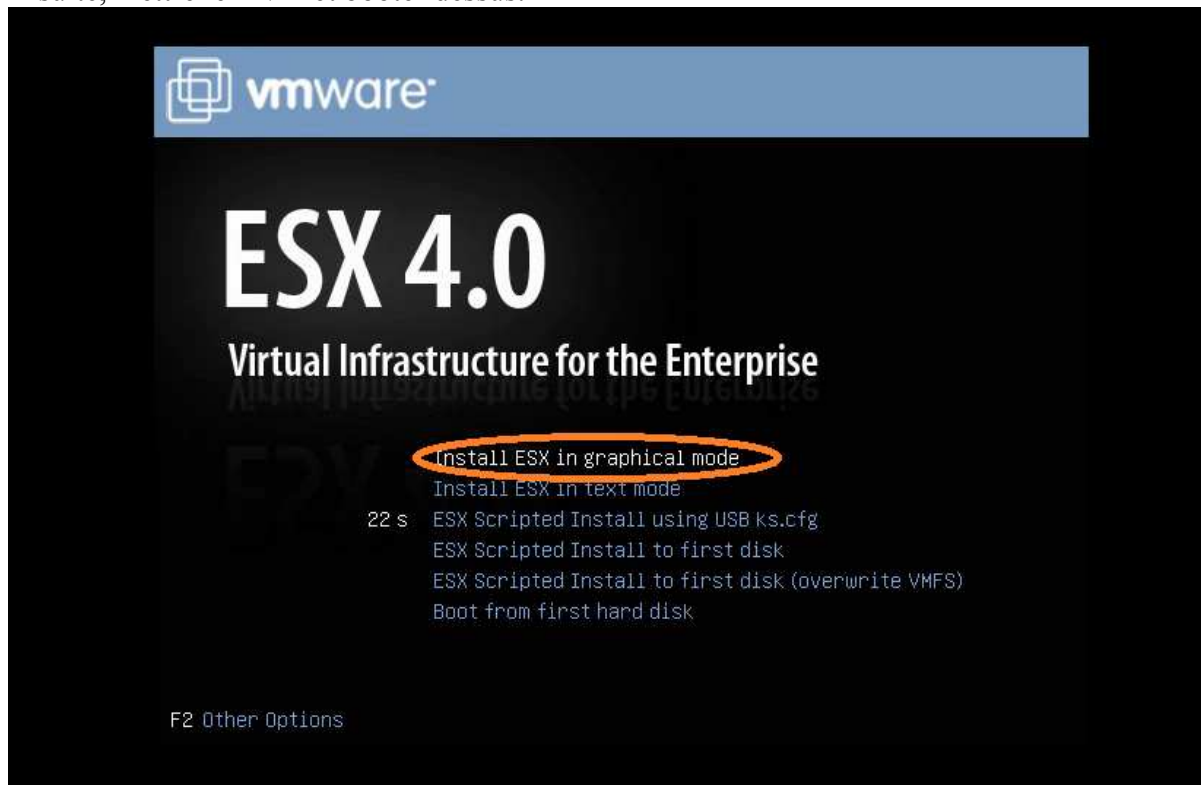 vmware
ESX 4.0
Virtual Infrastructure for the Enterprise
Install ESX in graphical mode
Install ESX in text mode
22 s ESX Scripted Install using USB ks.cfg
ESX Scripted Install to first disk
ESX Scripted Install to first disk (overwrite VMFS)
Boot from first hard disk
F2 Other Options